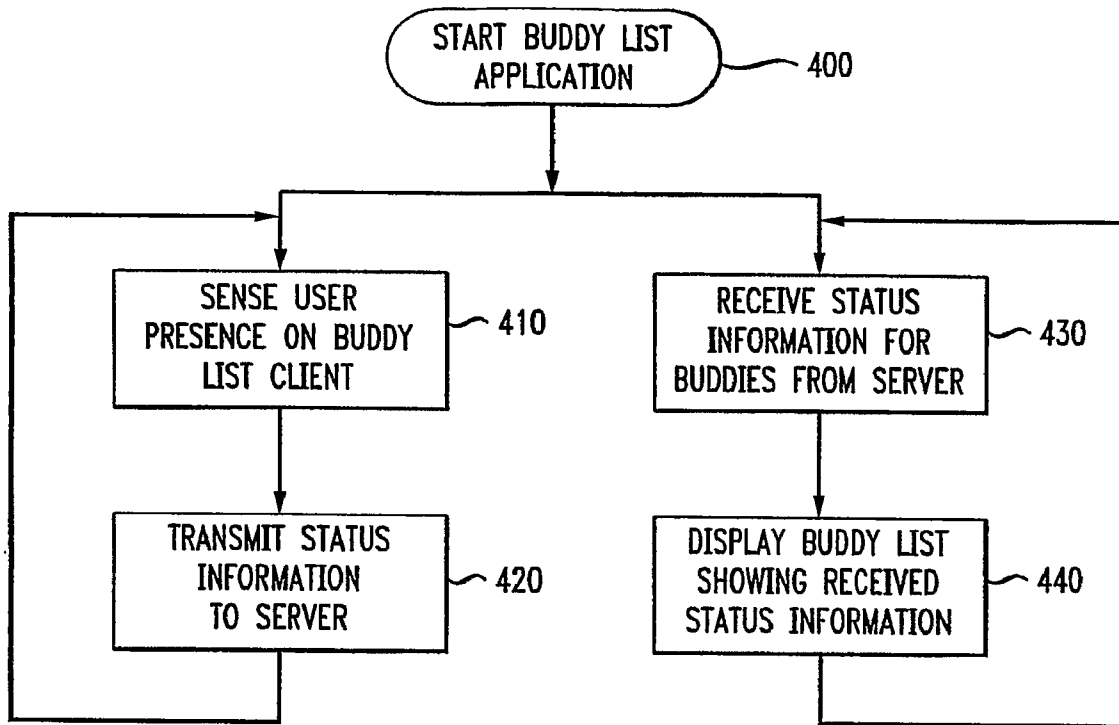 START BUDDY LIST
APPLICATION
400
SENSE USER
PRESENCE ON BUDDY
LIST CLIENT
410
RECEIVE STATUS
INFORMATION FOR
BUDDIES FROM SERVER
430
TRANSMIT STATUS
INFORMATION
TO SERVER
420
DISPLAY BUDDY LIST
SHOWING RECEIVED
STATUS INFORMATION
440